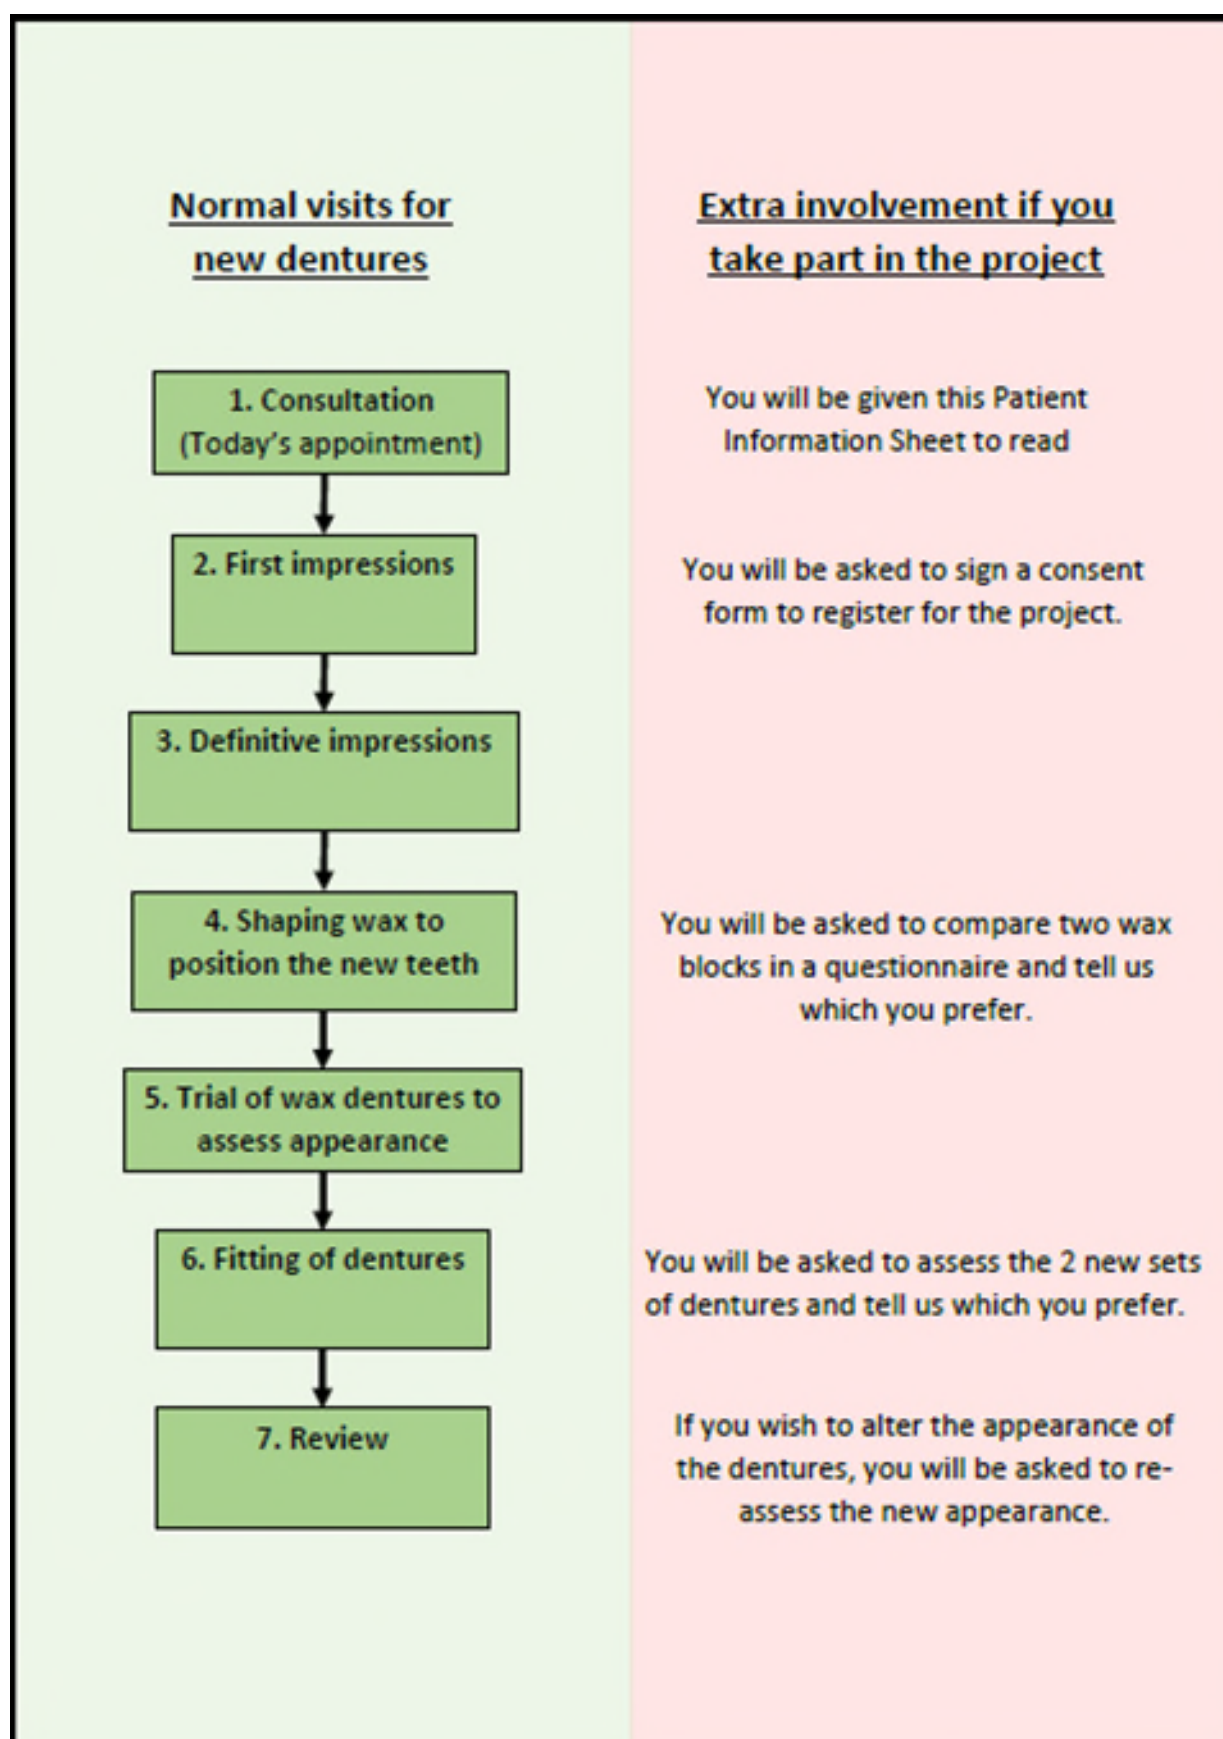 Normal visits for
new dentures
Extra involvement if you
take part in the project
1. Consultation
(Today's appointment)
You will be given this Patient
Information Sheet to read
2. First impressions
You will be asked to sign a consent
form to register for the project.
3. Definitive impressions
4. Shaping wax to
position the new teeth
You will be asked to compare two wax
blocks in a questionnaire and tell us
which you prefer.
5. Trial of wax dentures to
assess appearance
6. Fitting of dentures
You will be asked to assess the 2 new sets
of dentures and tell us which you prefer.
7. Review
If you wish to alter the appearance of
the dentures, you will be asked to re-
assess the new appearance.